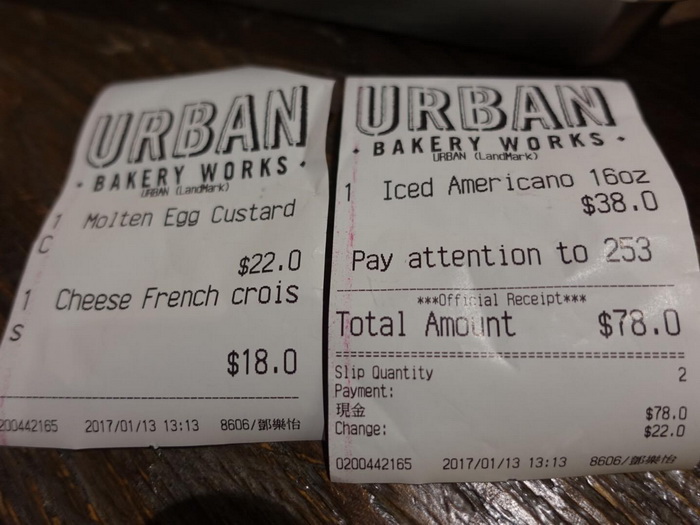 URBAN
• BAKERY WORKS •
URBAN (LandMark)
1 Molten Egg Custard
C
$22.0
1 Cheese French crois
s
$18.0
0200442165 2017/01/13 13:13 8606/鄧樂怡
URBAN
• BAKERY WORKS •
URBAN (LandMark)
1 Iced Americano 16oz
$38.0
Pay attention to 253
***Official Receipt***
Total Amount $78.0
Slip Quantity 2
Payment:
現金 $78.0
Change: $22.0
0200442165 2017/01/13 13:13 8606/鄧樂怡